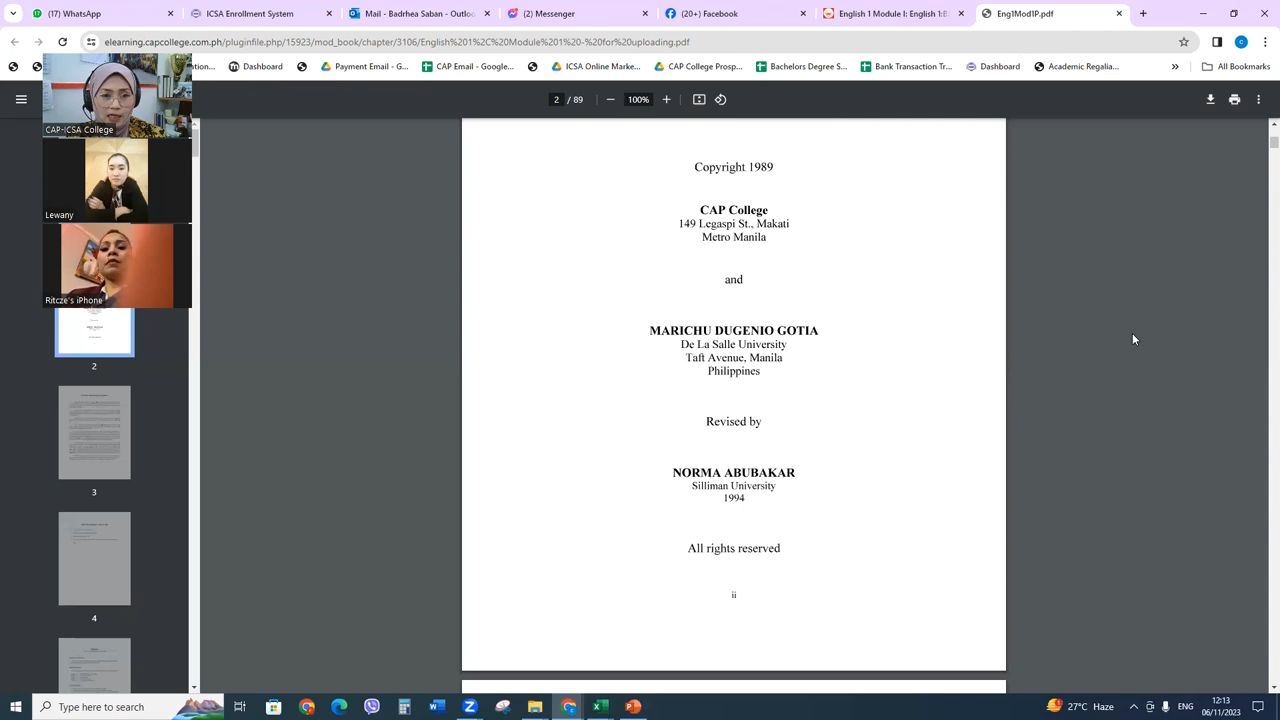 ICSA Enrollment System
Mail - Badrhea Saban - Outlo
(2) Messenger
(20+) Facebook
English 1 Module I: English 1:B
Eng1Mod1P.pdf
elearning.capcollege.com.ph/pluginfile.php/15923/mod_book/chapter/3106/English%201%2C%20Module%201%20-%20for%20uploading.pdf
tion...
Dashboard
Payment Email - G...
CAP Email - Google...
ICSA Online Marke...
CAP College Prosp...
Bachelors Degree S...
Bank Transaction Tr...
Dashboard
Academic Regalia...
All Bookmarks
2 / 89
100%
CAP-ICSA College
Lewany
Ritcze's iPhone
2
3
4
Copyright 1989
CAP College
149 Legaspi St., Makati
Metro Manila
and
MARICHU DUGENIO GOTIA
De La Salle University
Taft Avenue, Manila
Philippines
Revised by
NORMA ABUBAKAR
Silliman University
1994
All rights reserved
ii
Type here to search
27°C Haze
ENG
12:13
06/11/2023